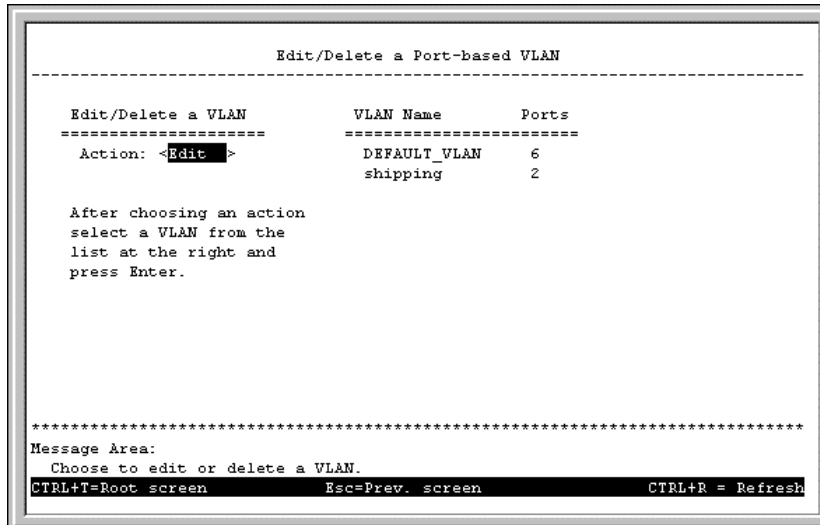 Edit/Delete a Port-based VLAN
--------------------------------------------------------------------------------
Edit/Delete a VLAN VLAN Name Ports
===================== ========================
Action: <Edit > DEFAULT_VLAN 6
shipping 2
After choosing an action
select a VLAN from the
list at the right and
press Enter.
********************************************************************************
Message Area:
Choose to edit or delete a VLAN.
CTRL+T=Root screen Esc=Prev. screen CTRL+R = Refresh